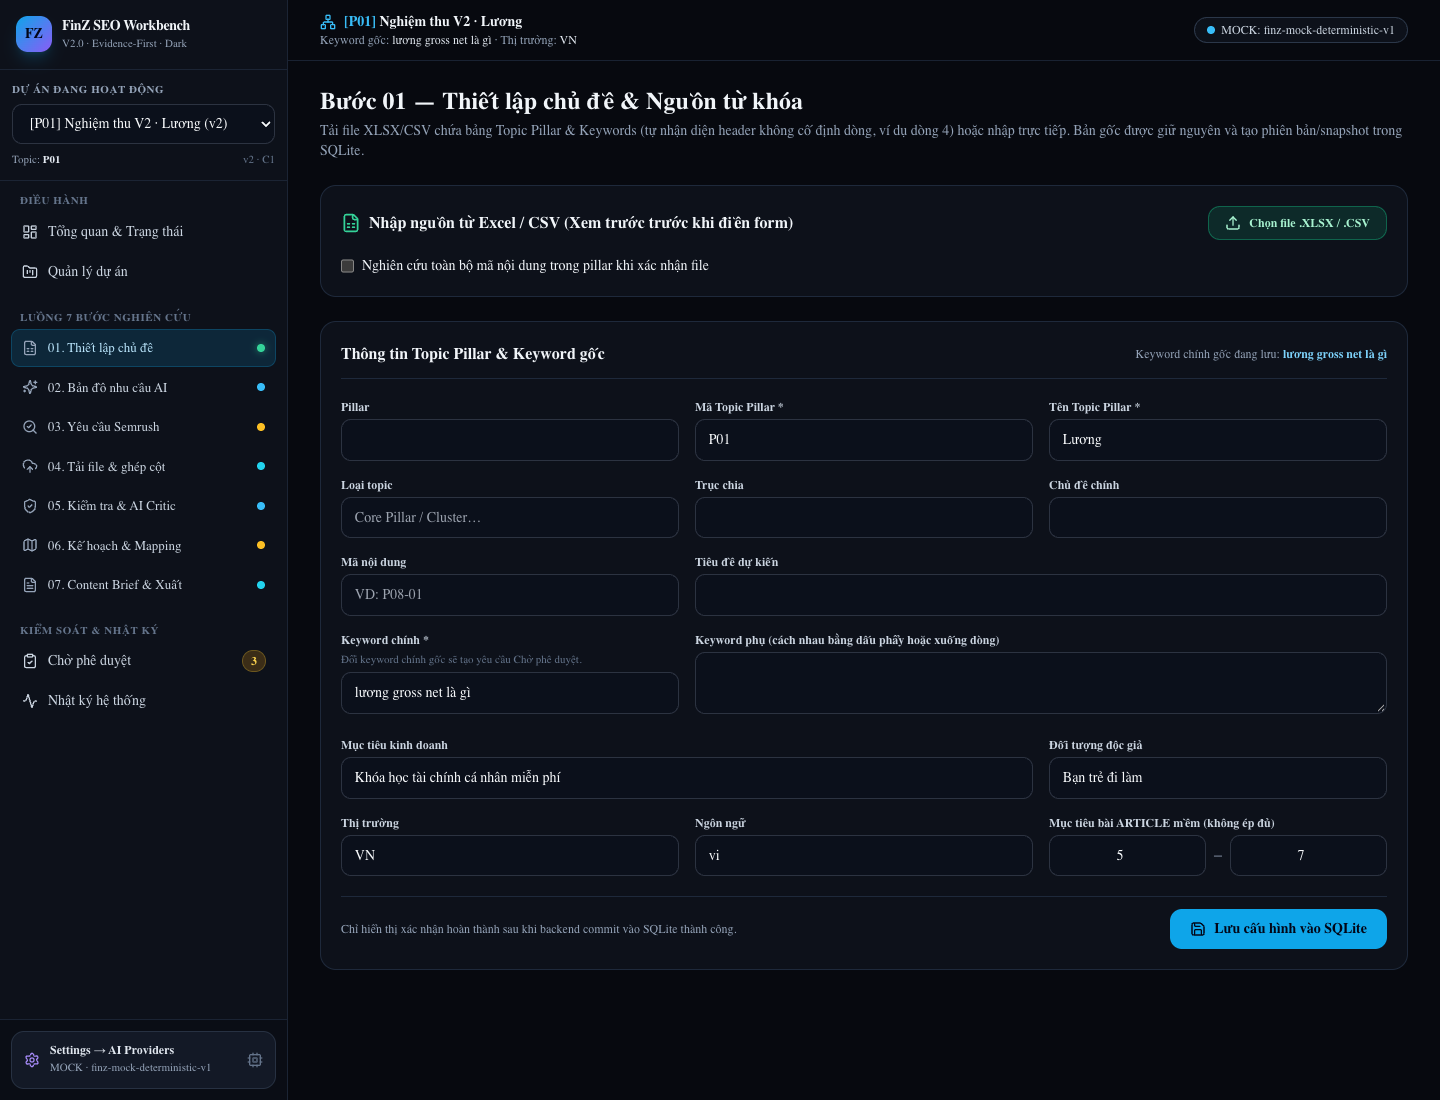 FZ
FinZ SEO Workbench
V2.0 · Evidence-First · Dark
DỰ ÁN ĐANG HOẠT ĐỘNG
[P01] Nghiệm thu V2 · Lương (v2)
Topic: P01
v2 · C1
ĐIỀU HÀNH
Tổng quan & Trạng thái
Quản lý dự án
LUỒNG 7 BƯỚC NGHIÊN CỨU
01. Thiết lập chủ đề
02. Bản đồ nhu cầu AI
03. Yêu cầu Semrush
04. Tải file & ghép cột
05. Kiểm tra & AI Critic
06. Kế hoạch & Mapping
07. Content Brief & Xuất
KIỂM SOÁT & NHẬT KÝ
Chờ phê duyệt
3
Nhật ký hệ thống
Settings → AI Providers
MOCK · finz-mock-deterministic-v1
[P01] Nghiệm thu V2 · Lương
Keyword gốc: lương gross net là gì · Thị trường: VN
MOCK: finz-mock-deterministic-v1
Bước 01 — Thiết lập chủ đề & Nguồn từ khóa
Tải file XLSX/CSV chứa bảng Topic Pillar & Keywords (tự nhận diện header không cố định dòng, ví dụ dòng 4) hoặc nhập trực tiếp. Bản gốc được giữ nguyên và tạo phiên bản/snapshot trong
SQLite.
Nhập nguồn từ Excel / CSV (Xem trước trước khi điền form)
Chọn file .XLSX / .CSV
Nghiên cứu toàn bộ mã nội dung trong pillar khi xác nhận file
Thông tin Topic Pillar & Keyword gốc
Keyword chính gốc đang lưu: lương gross net là gì
Pillar
Mã Topic Pillar *
Tên Topic Pillar *
P01
Lương
Loại topic
Trục chia
Chủ đề chính
Core Pillar / Cluster…
Mã nội dung
Tiêu đề dự kiến
VD: P08-01
Keyword chính *
Keyword phụ (cách nhau bằng dấu phẩy hoặc xuống dòng)
Đổi keyword chính gốc sẽ tạo yêu cầu Chờ phê duyệt.
lương gross net là gì
Mục tiêu kinh doanh
Đối tượng độc giả
Khóa học tài chính cá nhân miễn phí
Bạn trẻ đi làm
Thị trường
Ngôn ngữ
Mục tiêu bài ARTICLE mềm (không ép đủ)
VN
vi
5
–
7
Chỉ hiển thị xác nhận hoàn thành sau khi backend commit vào SQLite thành công.
Lưu cấu hình vào SQLite